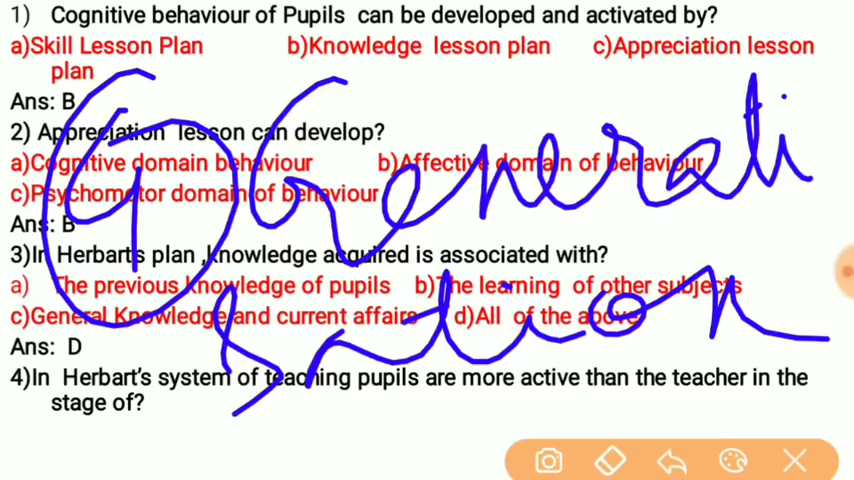 1) Cognitive behaviour of Pupils can be developed and activated by?
a)Skill Lesson Plan b)Knowledge lesson plan c)Appreciation lesson
plan
Ans: B
2) Appreciation lesson can develop?
a)Cognitive domain behaviour b)Affective domain of behaviour
c)Psychomotor domain of behaviour
Ans: B
3)In Herbart's plan ,knowledge acquired is associated with?
a) The previous knowledge of pupils b)The learning of other subjects
c)General Knowledge and current affairs d)All of the above
Ans: D
4)In Herbart's system of teaching pupils are more active than the teacher in the
stage of?
4 Generali
sation